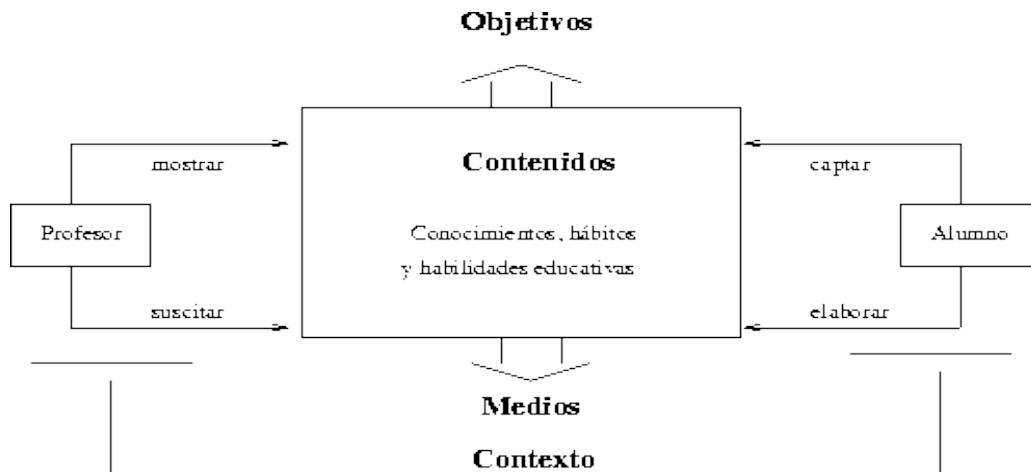 Objetivos
mostrar
Contenidos
captar
Profesor
Conocimientos, hábitos
y habilidades educativas
Alumno
suscitar
elaborar
Medios
Contexto